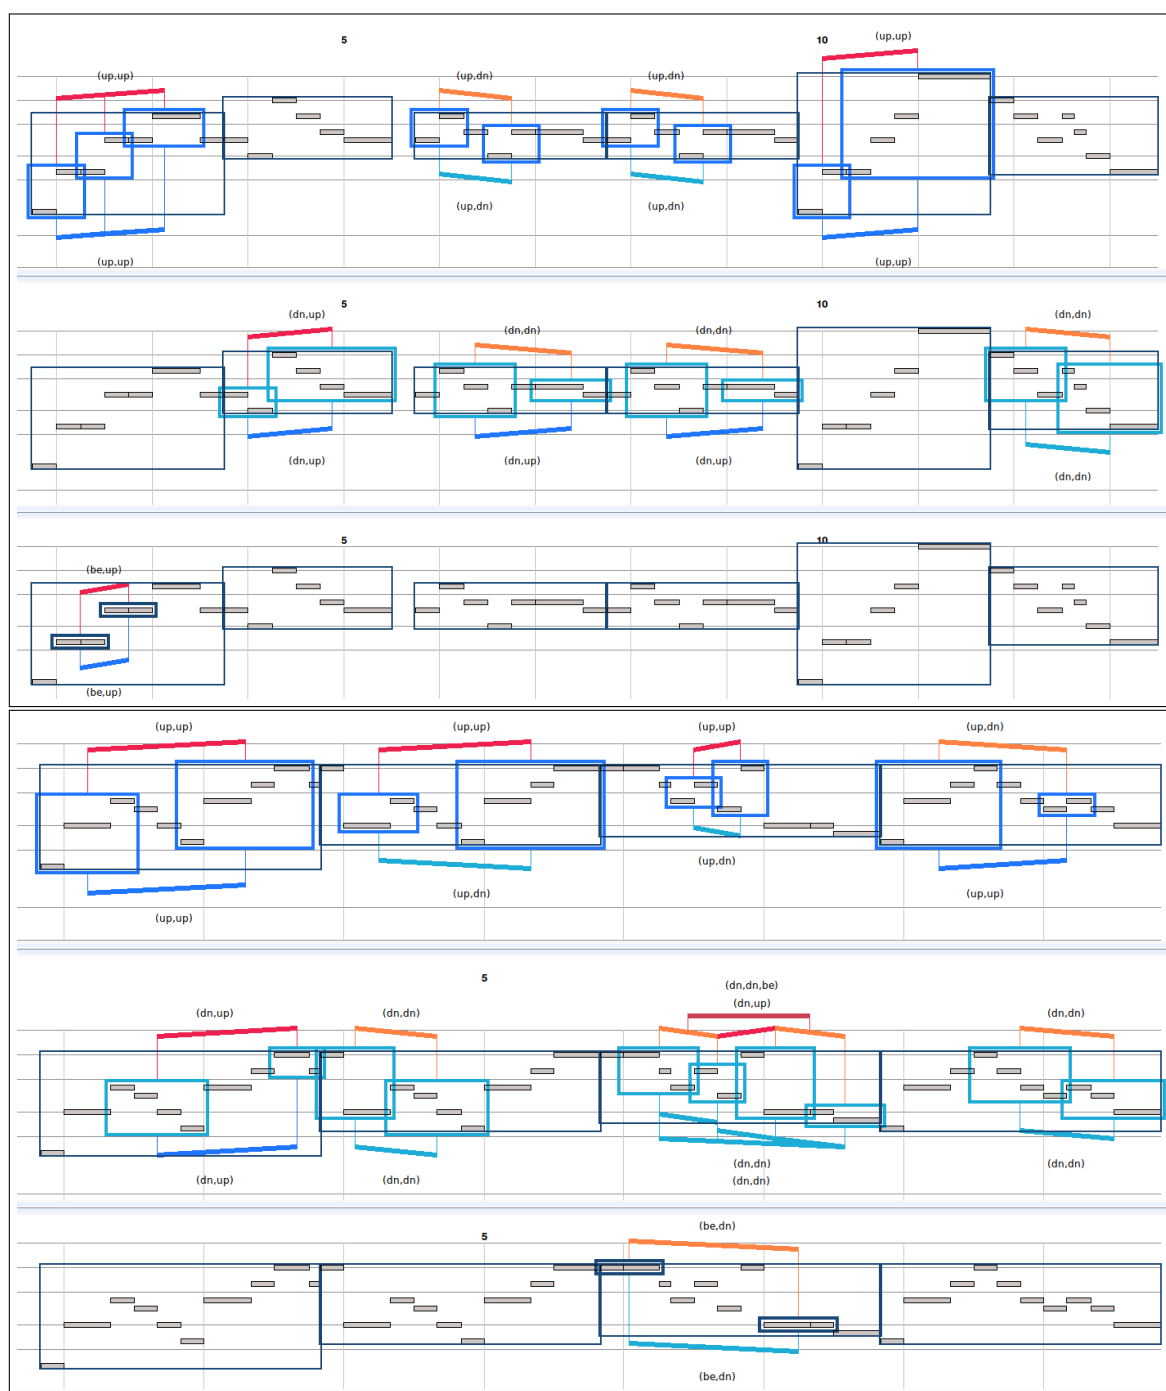 5 10 (up,up)
(up,up) (up,dn) (up,dn)
(up,dn) (up,dn)
(up,up) (up,up)
5 10
(dn,up) (dn,dn) (dn,dn) (dn,dn)
(dn,up) (dn,up) (dn,up)
(dn,dn)
5 10
(be,up)
(be,up)
(up,up) (up,up) (up,up) (up,dn)
(up,dn)
(up,up) (up,dn) (up,up)
5
(dn,dn,be)
(dn,up)
(dn,up) (dn,dn) (dn,dn)
(dn,dn) (dn,dn)
(dn,up) (dn,dn) (dn,dn)
(be,dn)
5
(be,dn)